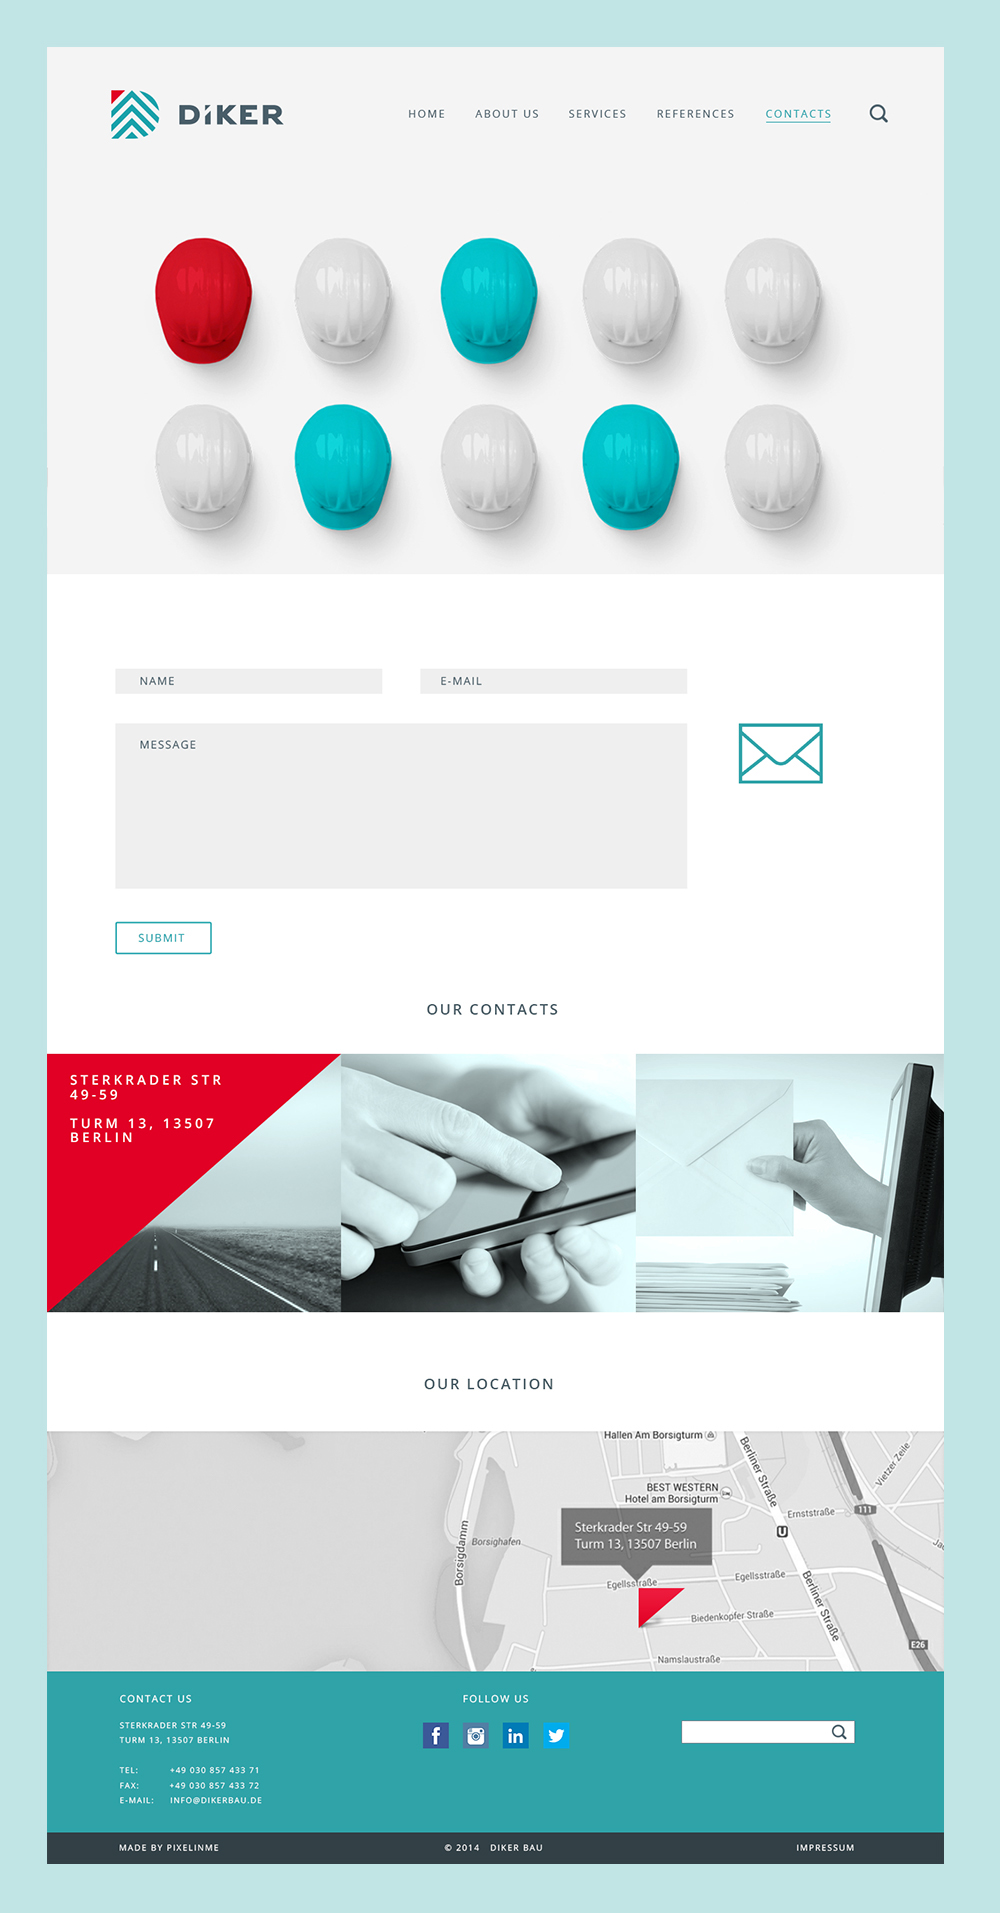 DiKER
HOME ABOUT US SERVICES REFERENCES CONTACTS
NAME
E-MAIL
MESSAGE
SUBMIT
OUR CONTACTS
STERKRADER STR
49-59
TURM 13, 13507
BERLIN
OUR LOCATION
Hallen Am Borsigturm
BEST WESTERN
Hotel am Borsigturm
Berliner Straße
Vietzer Zeile
Ernststraße
111
U
Sterkrader Str 49-59
Turm 13, 13507 Berlin
Borsigdamm
Borsighafen
Egellsstraße
Egellsstraße
Berliner Straße
Biedenkopfer Straße
E26
Namslaustraße
CONTACT US
STERKRADER STR 49-59
TURM 13, 13507 BERLIN
TEL: +49 030 857 433 71
FAX: +49 030 857 433 72
E-MAIL: INFO@DIKERBAU.DE
FOLLOW US
f
in
MADE BY PIXELINME
© 2014 DIKER BAU
IMPRESSUM